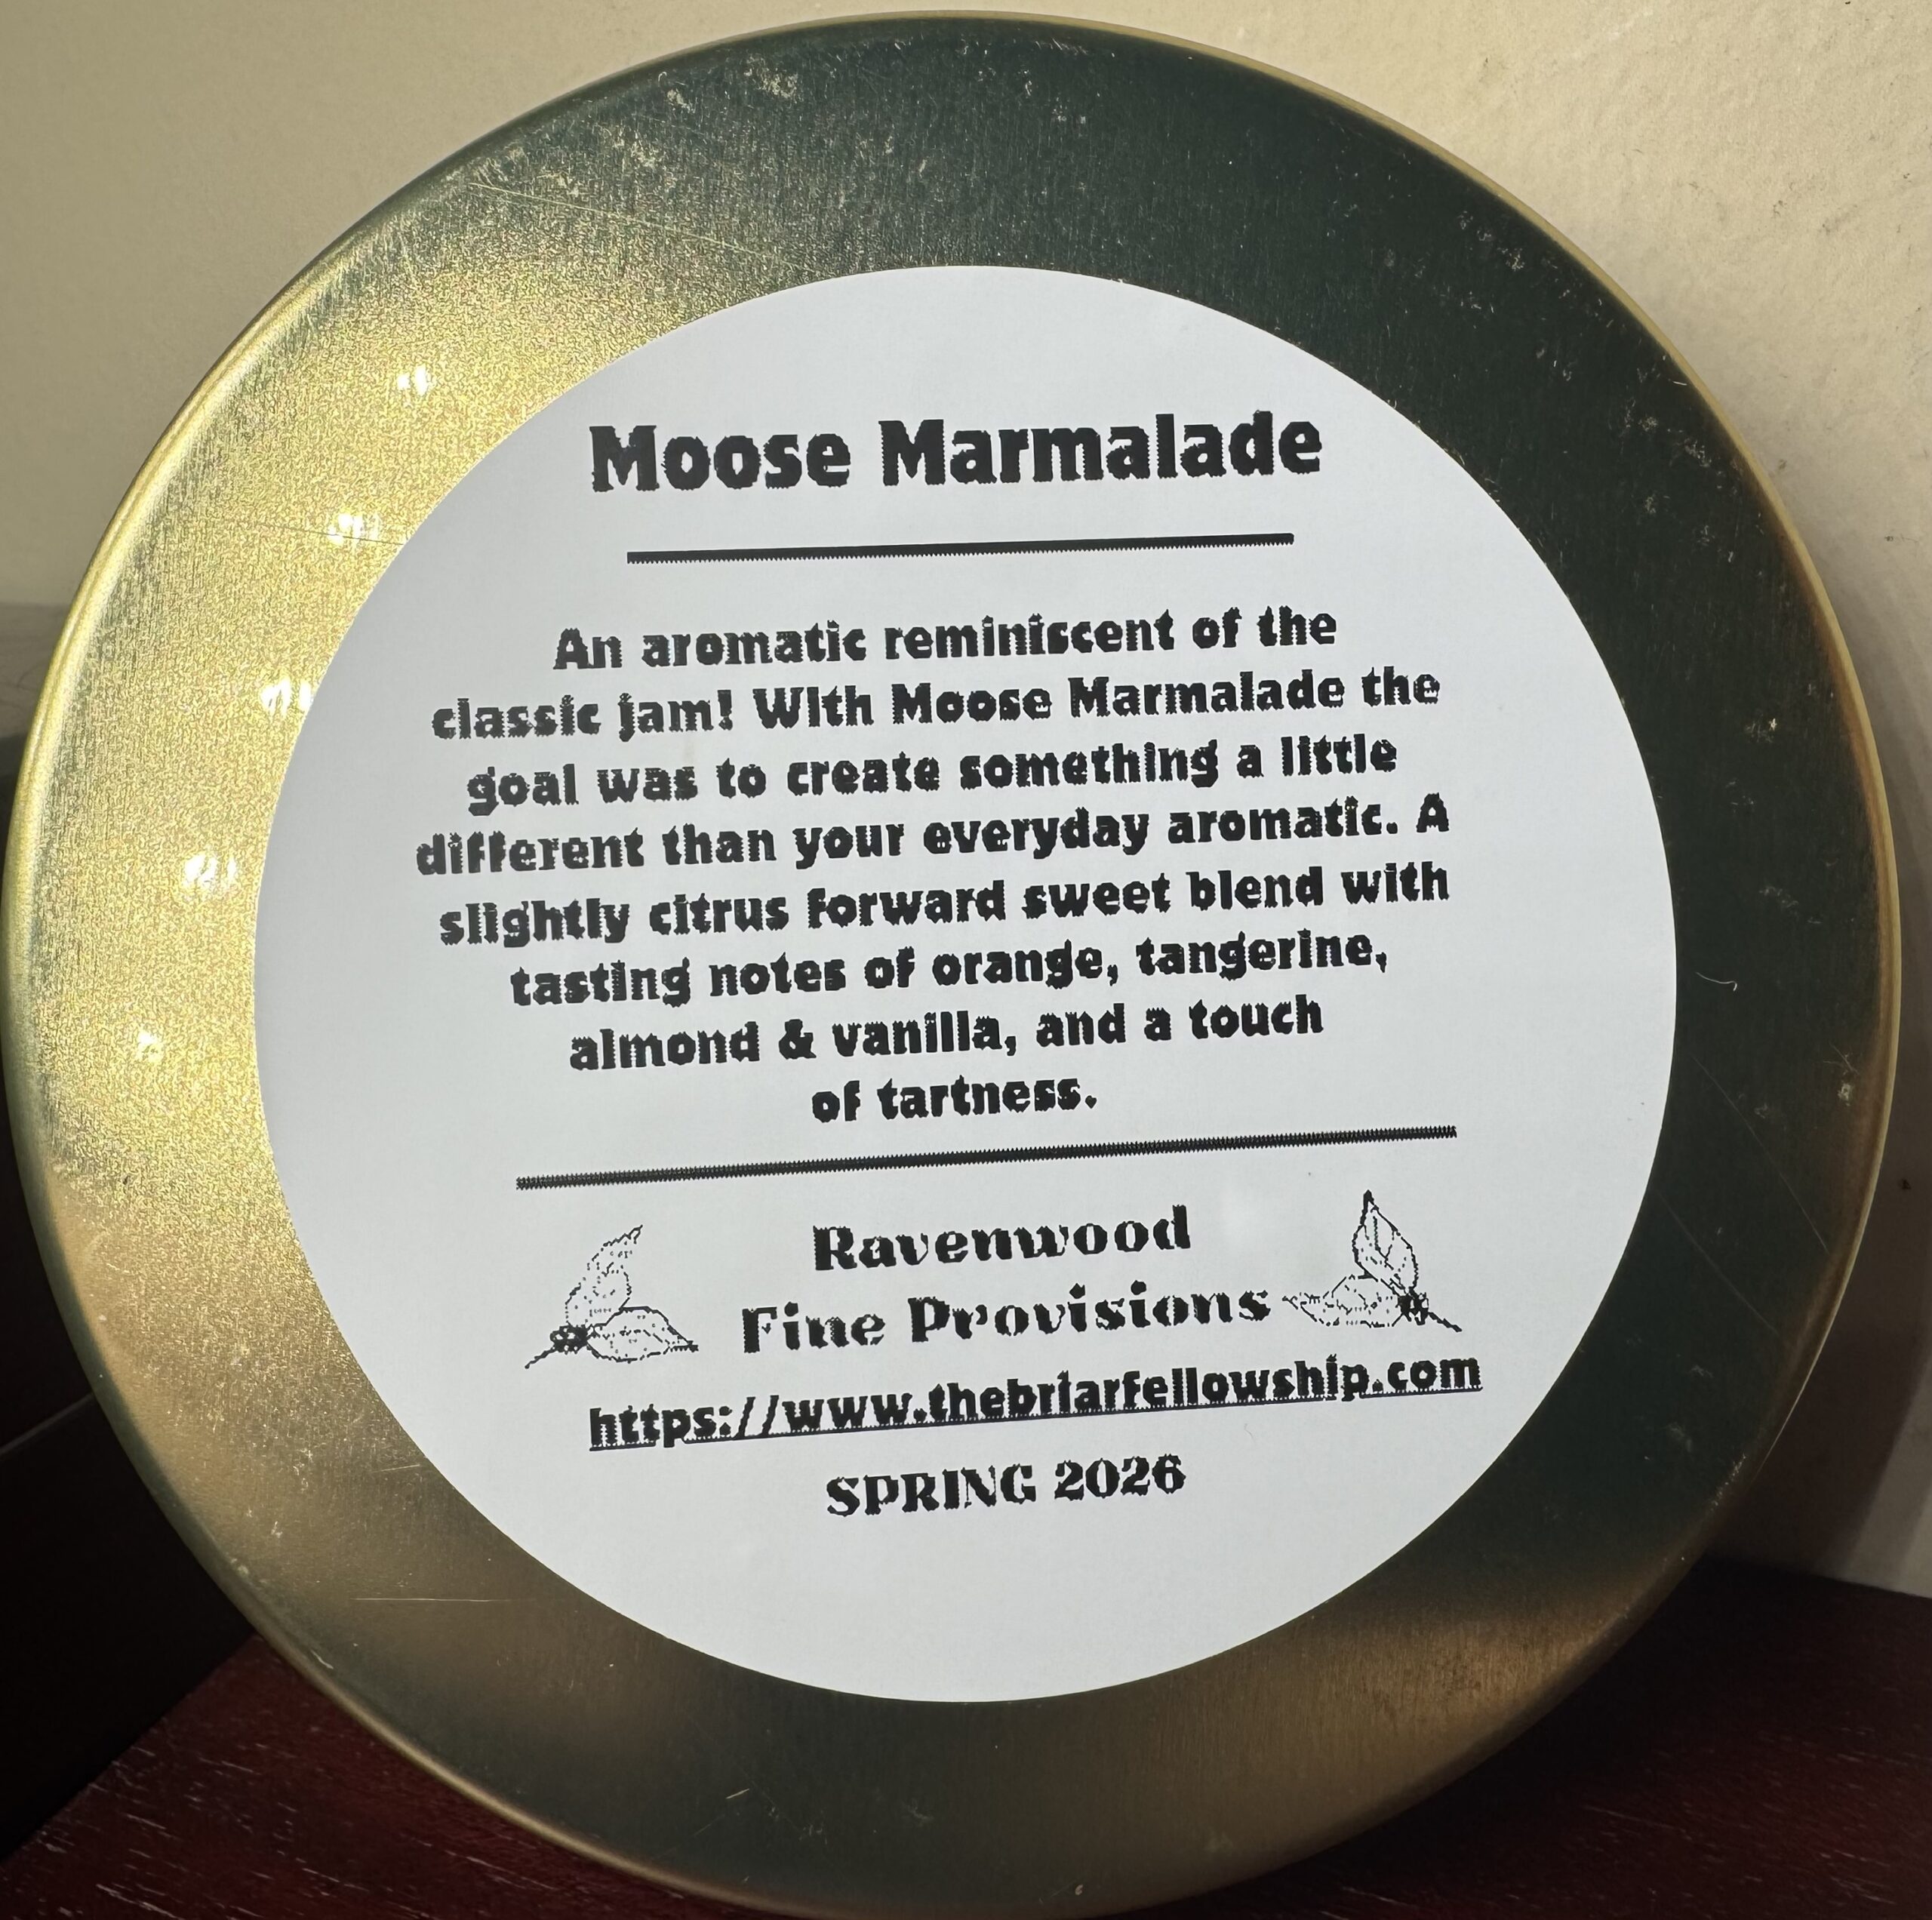 Moose Marmalade
An aromatic reminiscent of the
classic jam! With Moose Marmalade the
goal was to create something a little
different than your everyday aromatic. A
slightly citrus forward sweet blend with
tasting notes of orange, tangerine,
almond & vanilla, and a touch
of tartness.
Ravenwood
Fine Provisions
https://www.thebriarfellowship.com
SPRING 2026